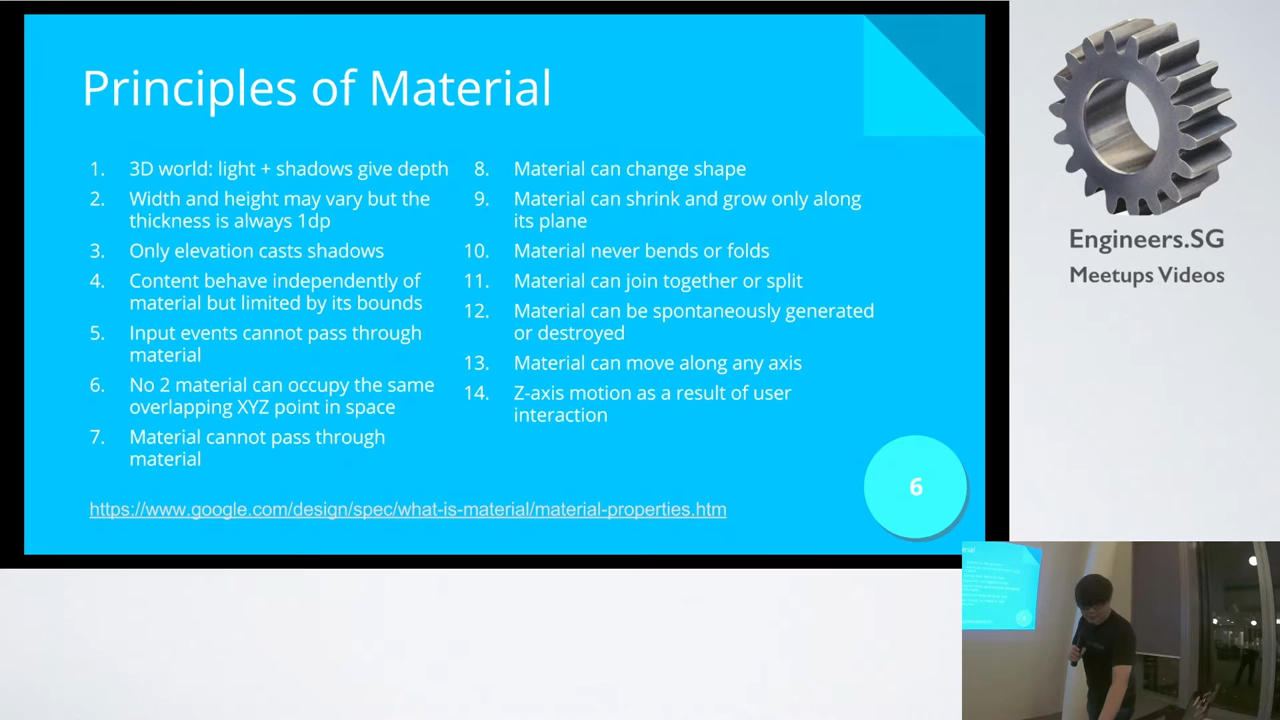 Principles of Material
1. 3D world: light + shadows give depth
2. Width and height may vary but the
thickness is always 1dp
3. Only elevation casts shadows
4. Content behave independently of
material but limited by its bounds
5. Input events cannot pass through
material
6. No 2 material can occupy the same
overlapping XYZ point in space
7. Material cannot pass through
material
8. Material can change shape
9. Material can shrink and grow only along
its plane
10. Material never bends or folds
11. Material can join together or split
12. Material can be spontaneously generated
or destroyed
13. Material can move along any axis
14. Z-axis motion as a result of user
interaction
https://www.google.com/design/spec/what-is-material/material-properties.htm
6
Engineers.SG
Meetups Videos